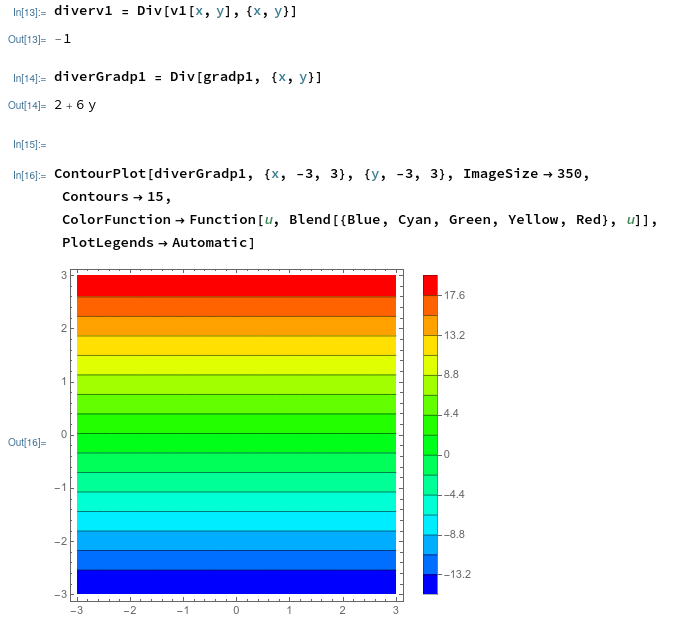 In[13]:= diverv1 = Div[v1[x, y], {x, y}]
Out[13]= -1
In[14]:= diverGradp1 = Div[gradp1, {x, y}]
Out[14]= 2 + 6 y
In[15]:=
In[16]:= ContourPlot[diverGradp1, {x, -3, 3}, {y, -3, 3}, ImageSize → 350,
Contours → 15,
ColorFunction → Function[u, Blend[{Blue, Cyan, Green, Yellow, Red}, u]],
PlotLegends → Automatic]
Out[16]=
3
2
1
0
-1
-2
-3
-3 -2 -1 0 1 2 3
17.6
13.2
8.8
4.4
0
-4.4
-8.8
-13.2